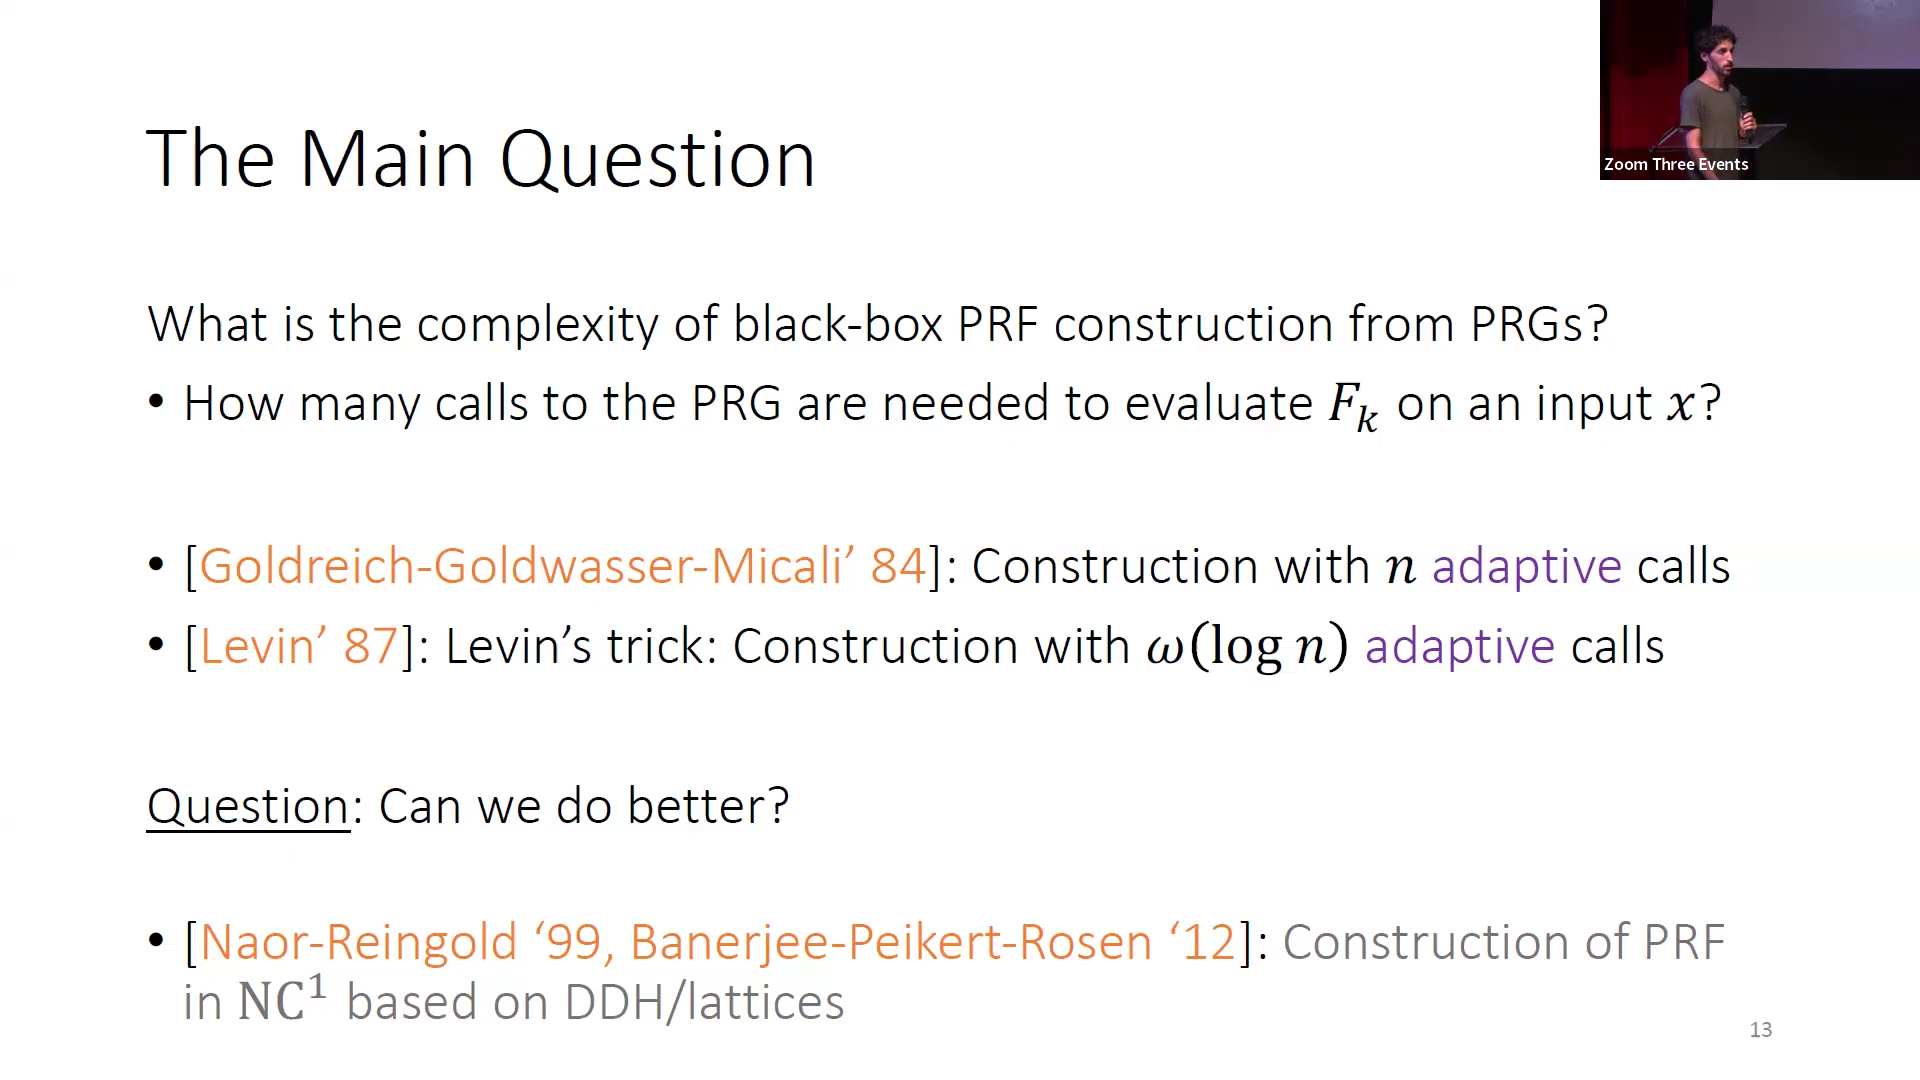 Zoom Three Events
The Main Question
What is the complexity of black-box PRF construction from PRGs?
• How many calls to the PRG are needed to evaluate 𝐹ₖ on an input 𝑥?
• [Goldreich-Goldwasser-Micali’ 84]: Construction with 𝑛 adaptive calls
• [Levin’ 87]: Levin’s trick: Construction with 𝜔(log 𝑛) adaptive calls
Question: Can we do better?
• [Naor-Reingold ‘99, Banerjee-Peikert-Rosen ‘12]: Construction of PRF
in NC¹ based on DDH/lattices
13